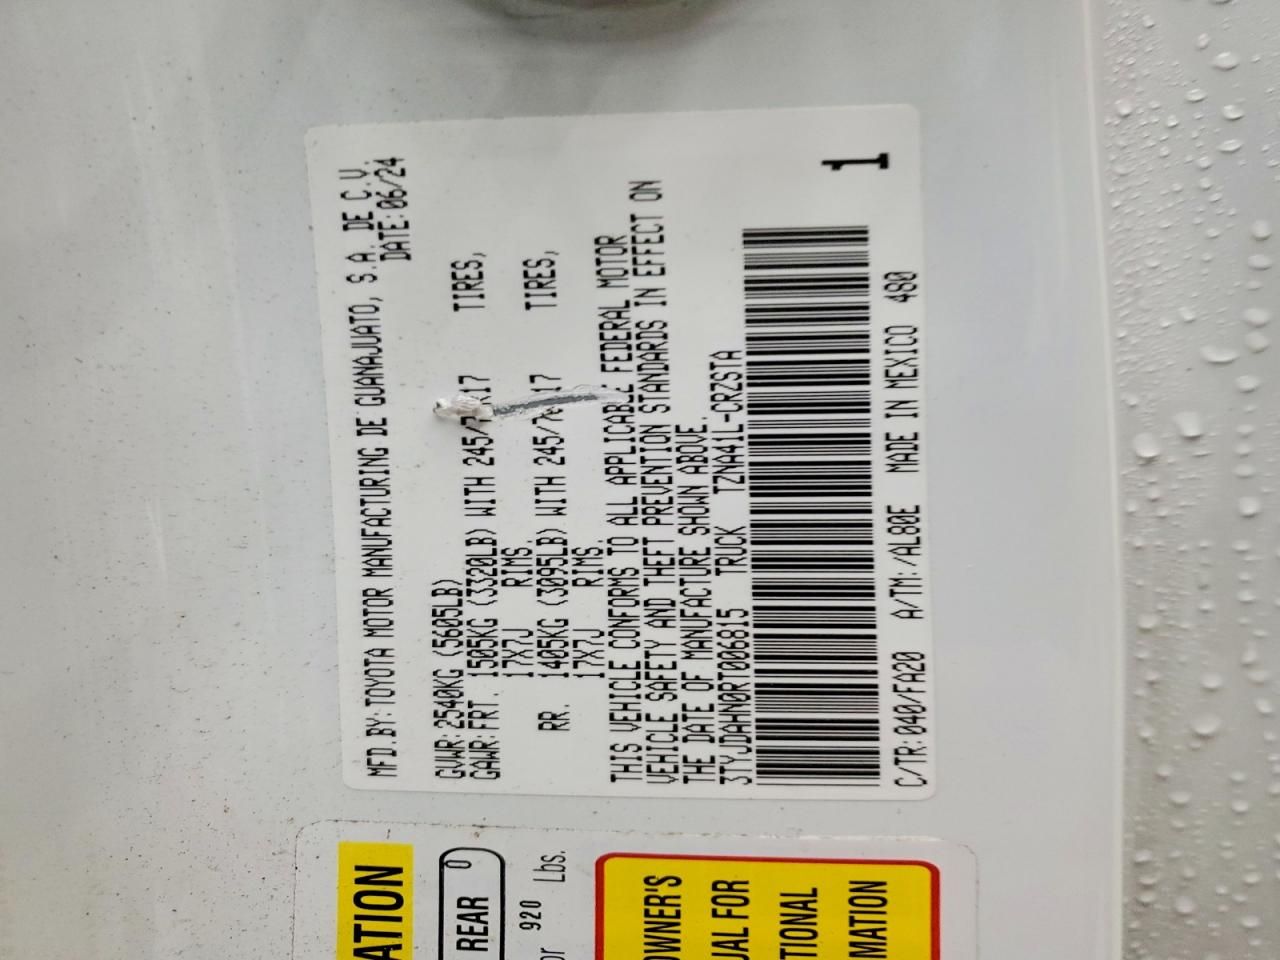 MFD.BY: TOYOTA MOTOR MANUFACTURING DE GUANAJUATO, S.A. DE C.V.
DATE: 06/24
GVWR: 2540KG (5605LB)
GAWR: FRT. 1505KG (3320LB) WITH 245/ R17 TIRES,
17X7J RIMS.
RR. 1405KG (3095LB) WITH 245/ 17 TIRES,
17X7J RIMS.
THIS VEHICLE CONFORMS TO ALL APPLICABLE FEDERAL MOTOR
VEHICLE SAFETY AND THEFT PREVENTION STANDARDS IN EFFECT ON
THE DATE OF MANUFACTURE SHOWN ABOVE.
3TYJDAHN0RT006815 TRUCK TZNA41L-CRZSTA
1
C/TR: 040/FA20 A/TM: /AL80E MADE IN MEXICO 480
ATION
REAR 0
or 920 Lbs.
OWNER'S
UAL FOR
TIONAL
MATION